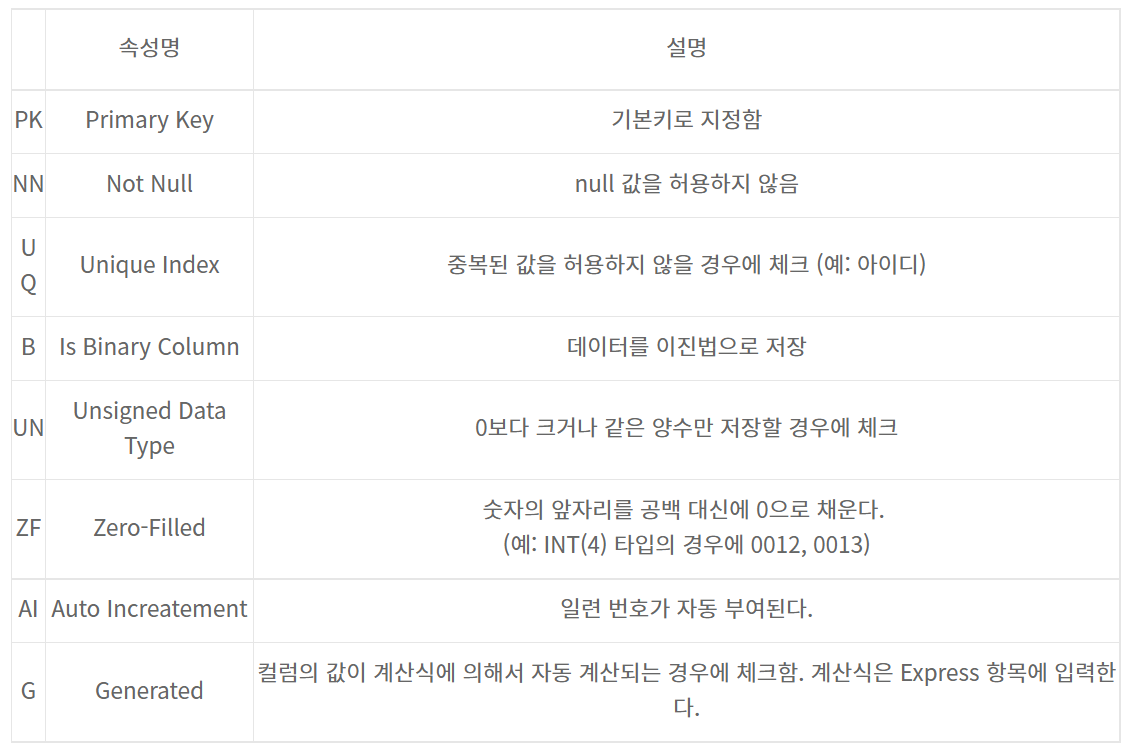 속성명 설명
PK Primary Key 기본키로 지정함
NN Not Null null 값을 허용하지 않음
U
Q
Unique Index 중복된 값을 허용하지 않을 경우에 체크 (예: 아이디)
B Is Binary Column 데이터를 이진법으로 저장
UN
Unsigned Data
Type
0보다 크거나 같은 양수만 저장할 경우에 체크
ZF Zero-Filled
숫자의 앞자리를 공백 대신에 0으로 채운다.
(예: INT(4) 타입의 경우에 0012, 0013)
AI Auto Increatement 일련 번호가 자동 부여된다.
G Generated
컬럼의 값이 계산식에 의해서 자동 계산되는 경우에 체크함. 계산식은 Express 항목에 입력한
다.